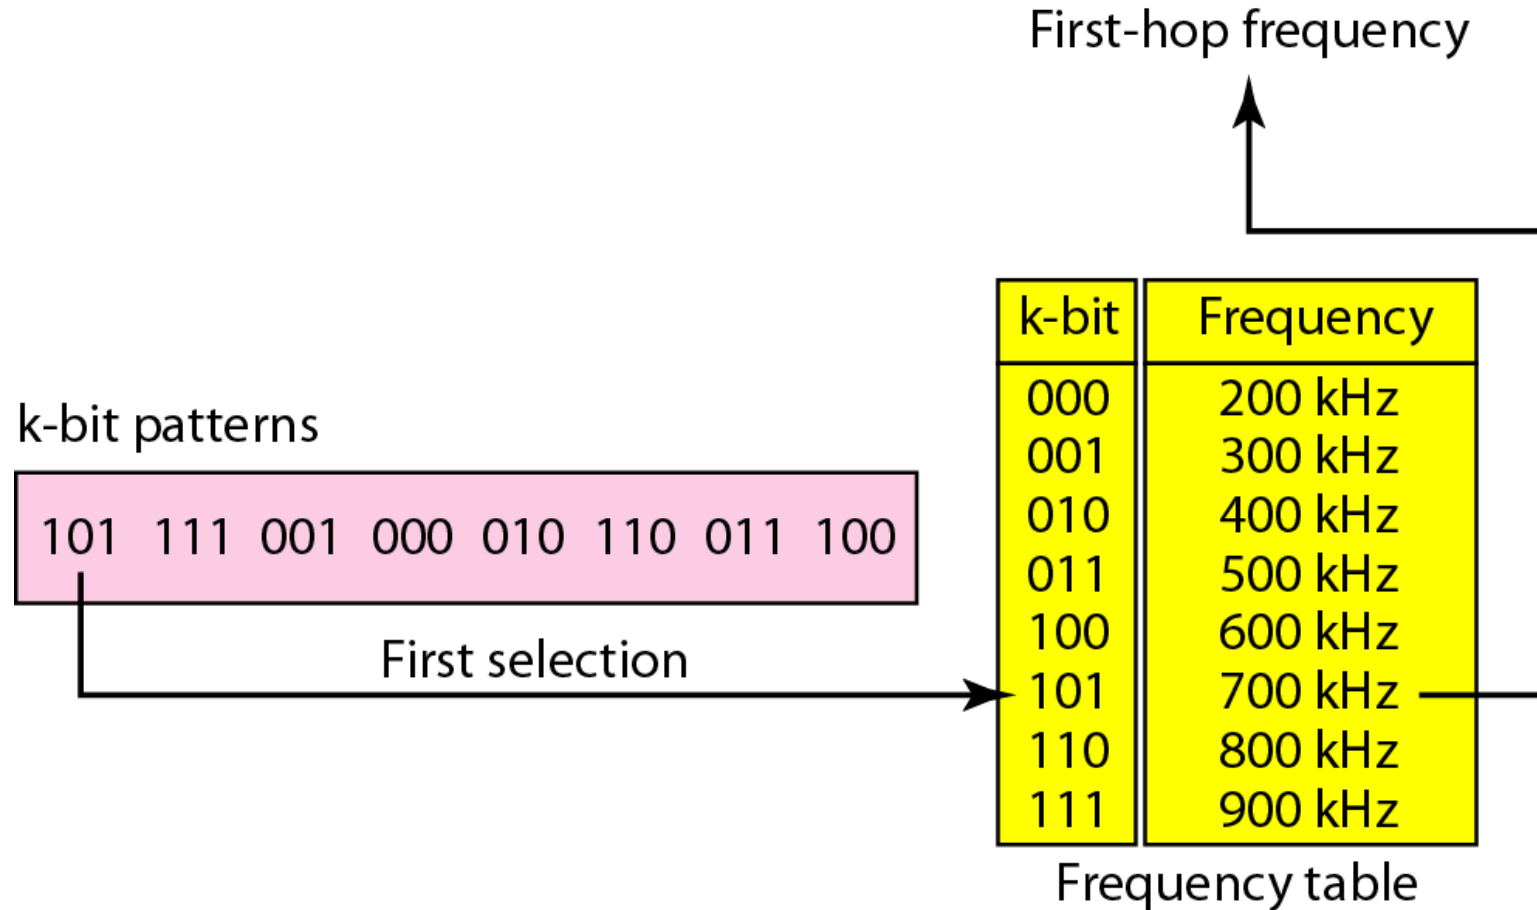 First-hop frequency
k-bit patterns
101 111 001 000 010 110 011 100
First selection
k-bit Frequency
000 200 kHz
001 300 kHz
010 400 kHz
011 500 kHz
100 600 kHz
101 700 kHz
110 800 kHz
111 900 kHz
Frequency table